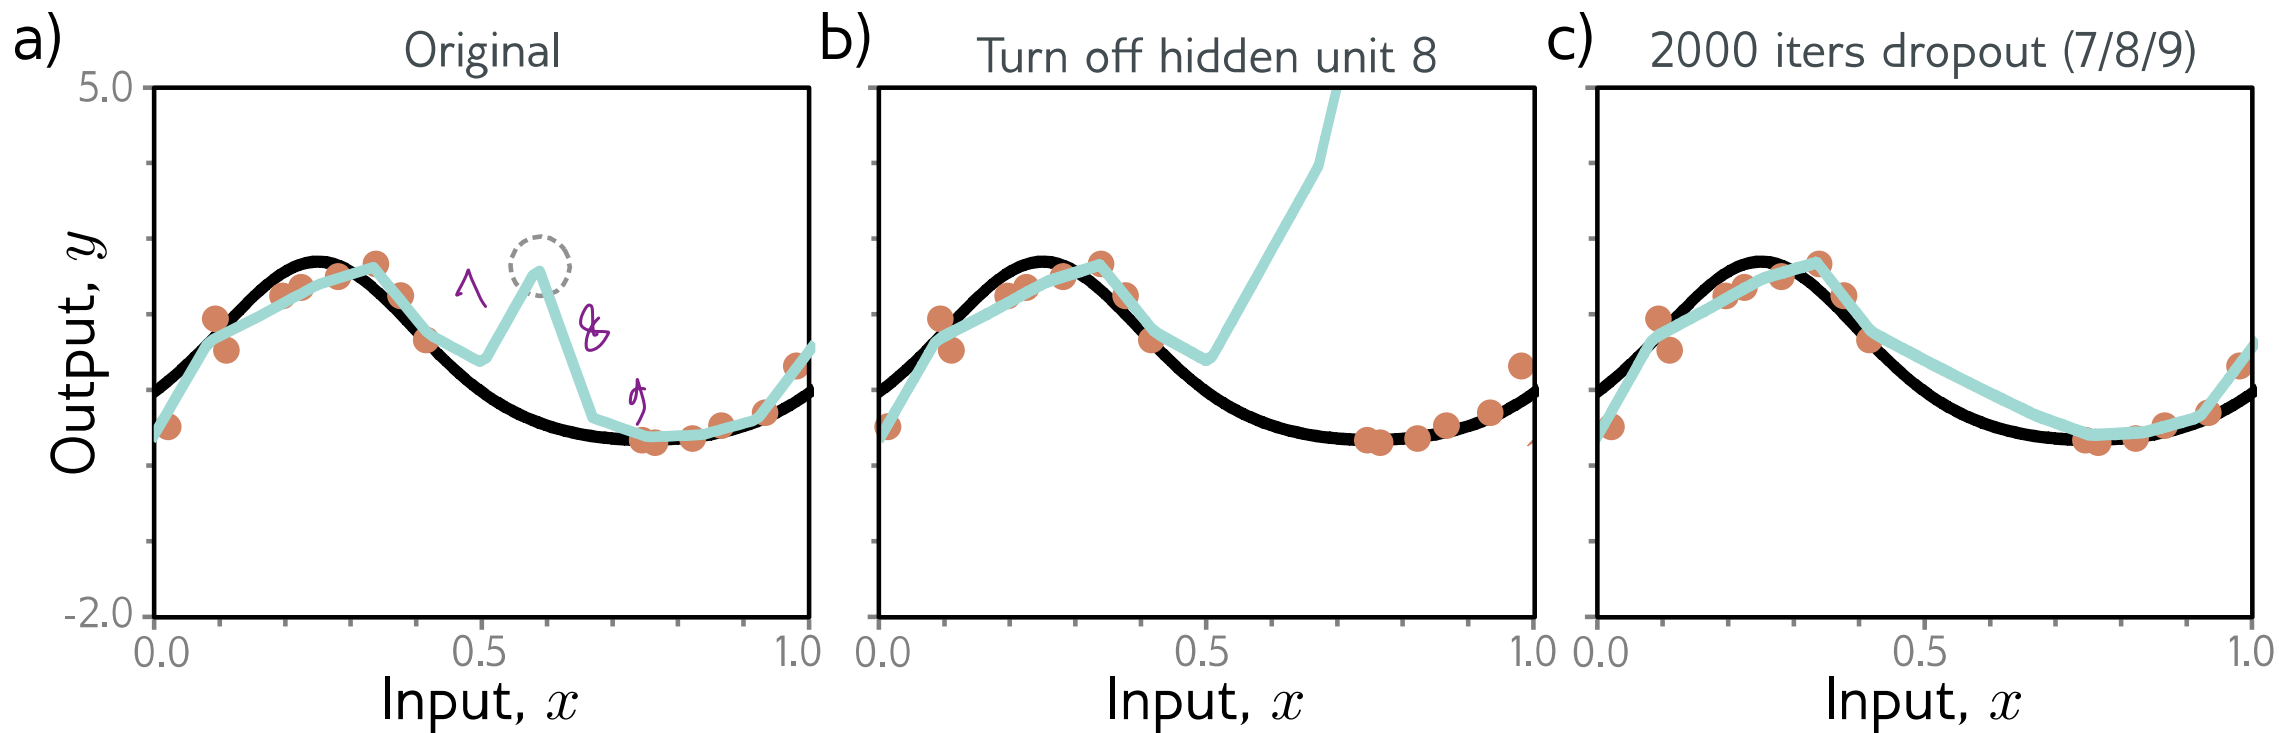 a)
Original
b)
Turn off hidden unit 8
c)
2000 iters dropout (7/8/9)
5.0
-2.0
Output, y
7
8
9
0.0 0.5 1.0
Input, x
0.0 0.5 1.0
Input, x
0.0 0.5 1.0
Input, x